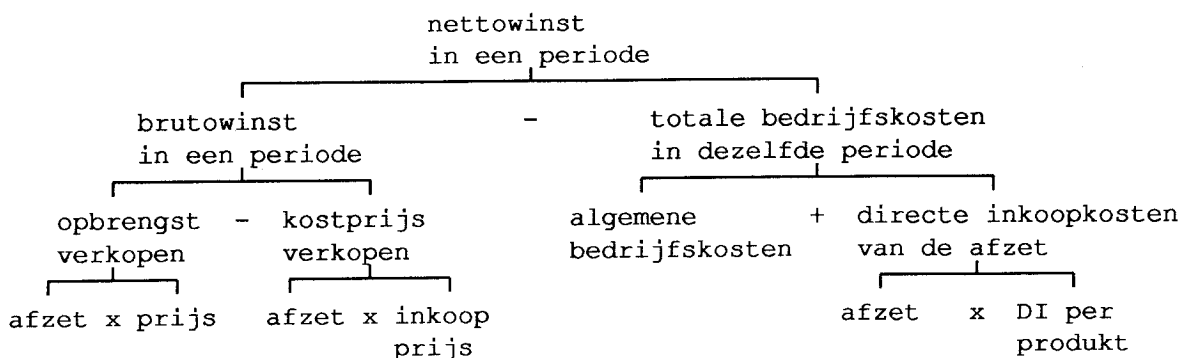 nettowinst
in een periode
brutowinst - totale bedrijfskosten
in een periode in dezelfde periode
opbrengst - kostprijs algemene + directe inkoopkosten
verkopen verkopen bedrijfskosten van de afzet
afzet x prijs afzet x inkoop afzet x DI per
prijs produkt